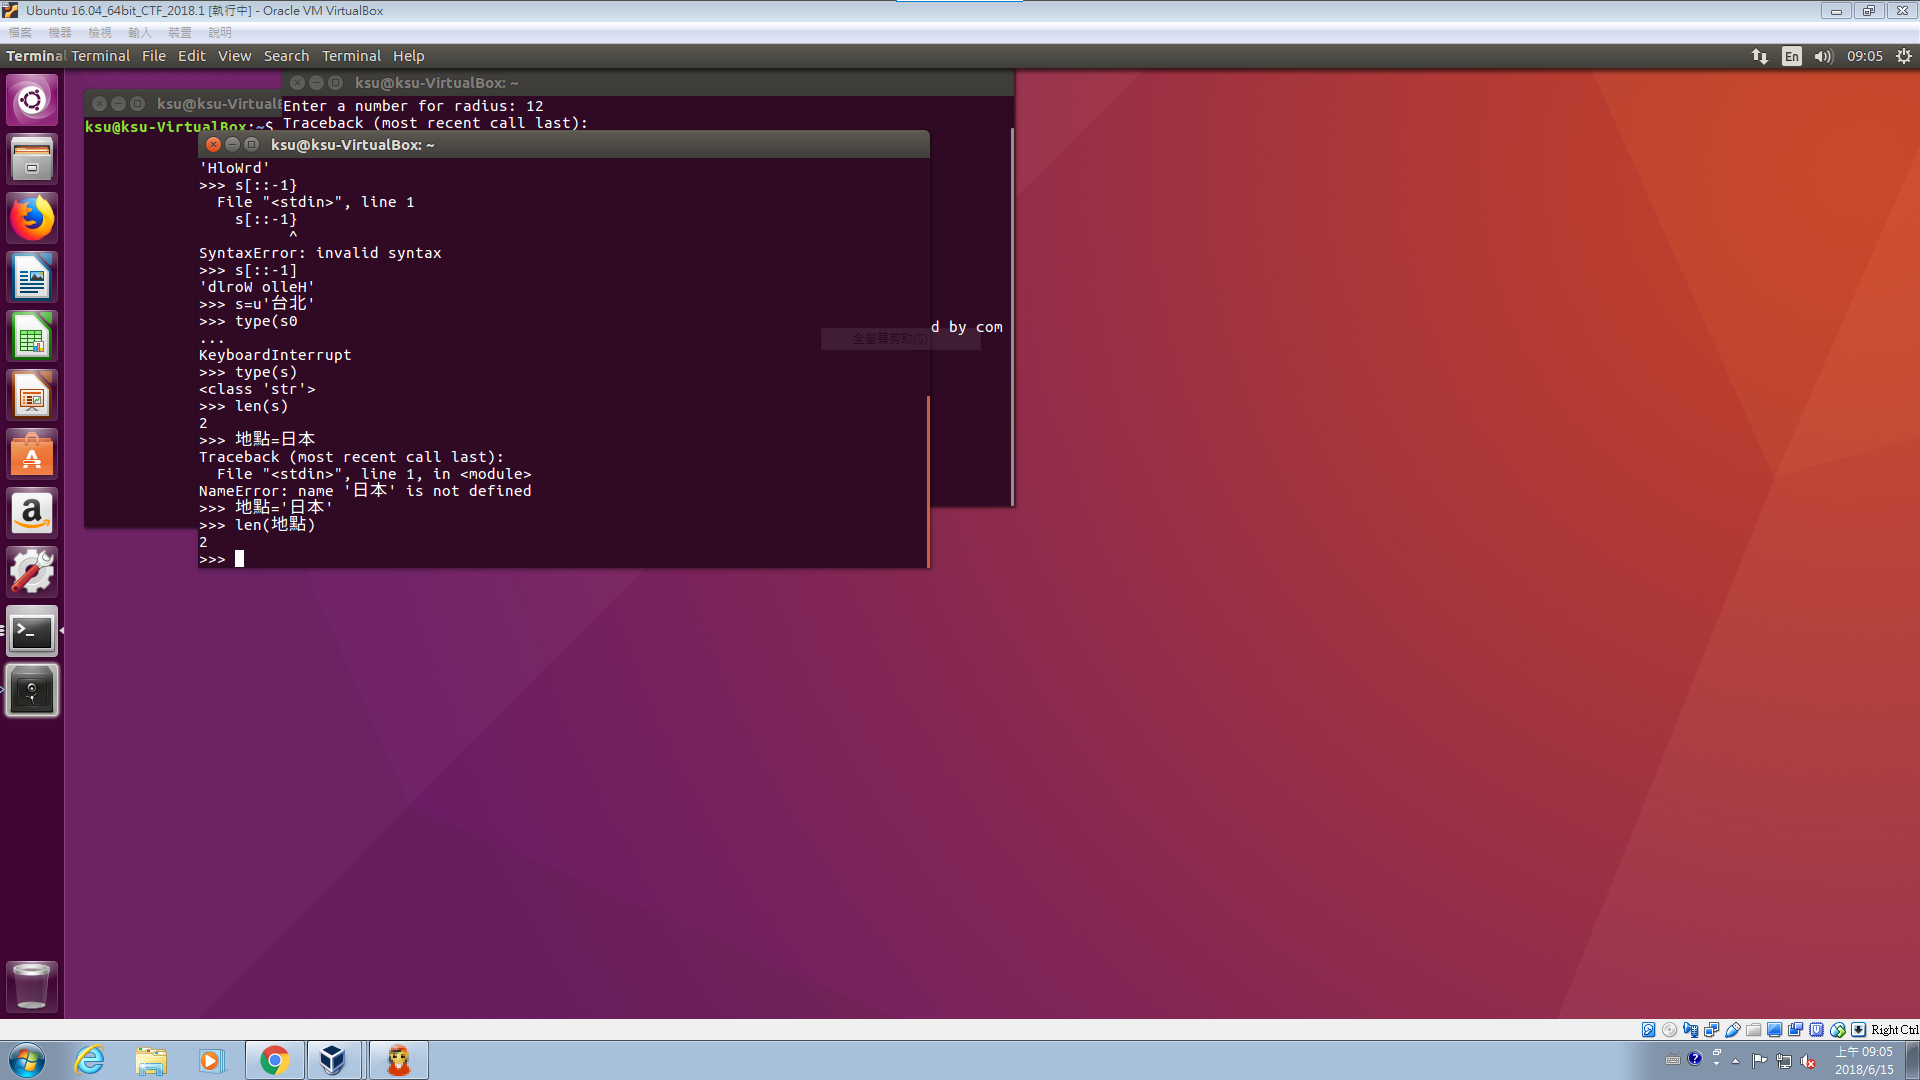 Ubuntu 16.04_64bit_CTF_2018.1 [執行中] - Oracle VM VirtualBox
檔案 機器 檢視 輸入 裝置 說明
Terminal Terminal File Edit View Search Terminal Help En 09:05
ksu@ksu-VirtualBox: ~
Enter a number for radius: 12
Traceback (most recent call last):
d by com
ksu@ksu-VirtualB
ksu@ksu-VirtualBox:~$
ksu@ksu-VirtualBox: ~
'HloWrd'
>>> s[::-1}
  File "<stdin>", line 1
    s[::-1}
          ^
SyntaxError: invalid syntax
>>> s[::-1]
'dlroW olleH'
>>> s=u'台北'
>>> type(s0
...
KeyboardInterrupt
>>> type(s)
<class 'str'>
>>> len(s)
2
>>> 地點=日本
Traceback (most recent call last):
  File "<stdin>", line 1, in <module>
NameError: name '日本' is not defined
>>> 地點='日本'
>>> len(地點)
2
>>>
全螢幕剪取(S)
Right Ctrl
上午 09:05
2018/6/15